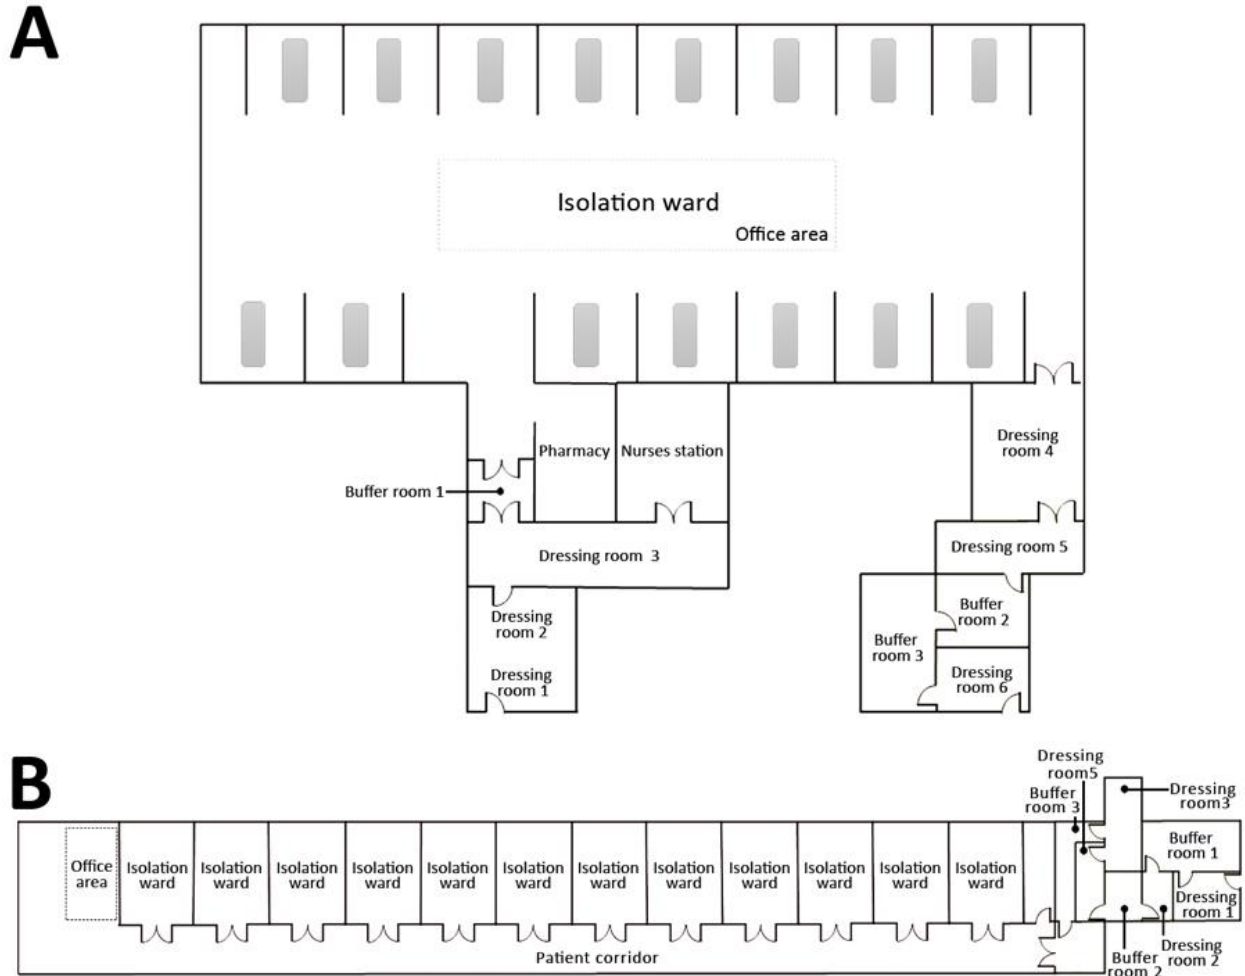 A
Isolation ward
Office area
Pharmacy
Nurses station
Dressing
room 4
Buffer room 1
Dressing room 3
Dressing room 5
Dressing
room 2
Buffer
room 2
Buffer
room 3
Dressing
room 1
Dressing
room 6
B
Dressing
room5
Buffer
room 3
Dressing
room3
Buffer
room 1
Office
area
Isolation
ward
Isolation
ward
Isolation
ward
Isolation
ward
Isolation
ward
Isolation
ward
Isolation
ward
Isolation
ward
Isolation
ward
Isolation
ward
Isolation
ward
Isolation
ward
Dressing
room 1
Patient corridor
Buffer
room 2
Dressing
room 2